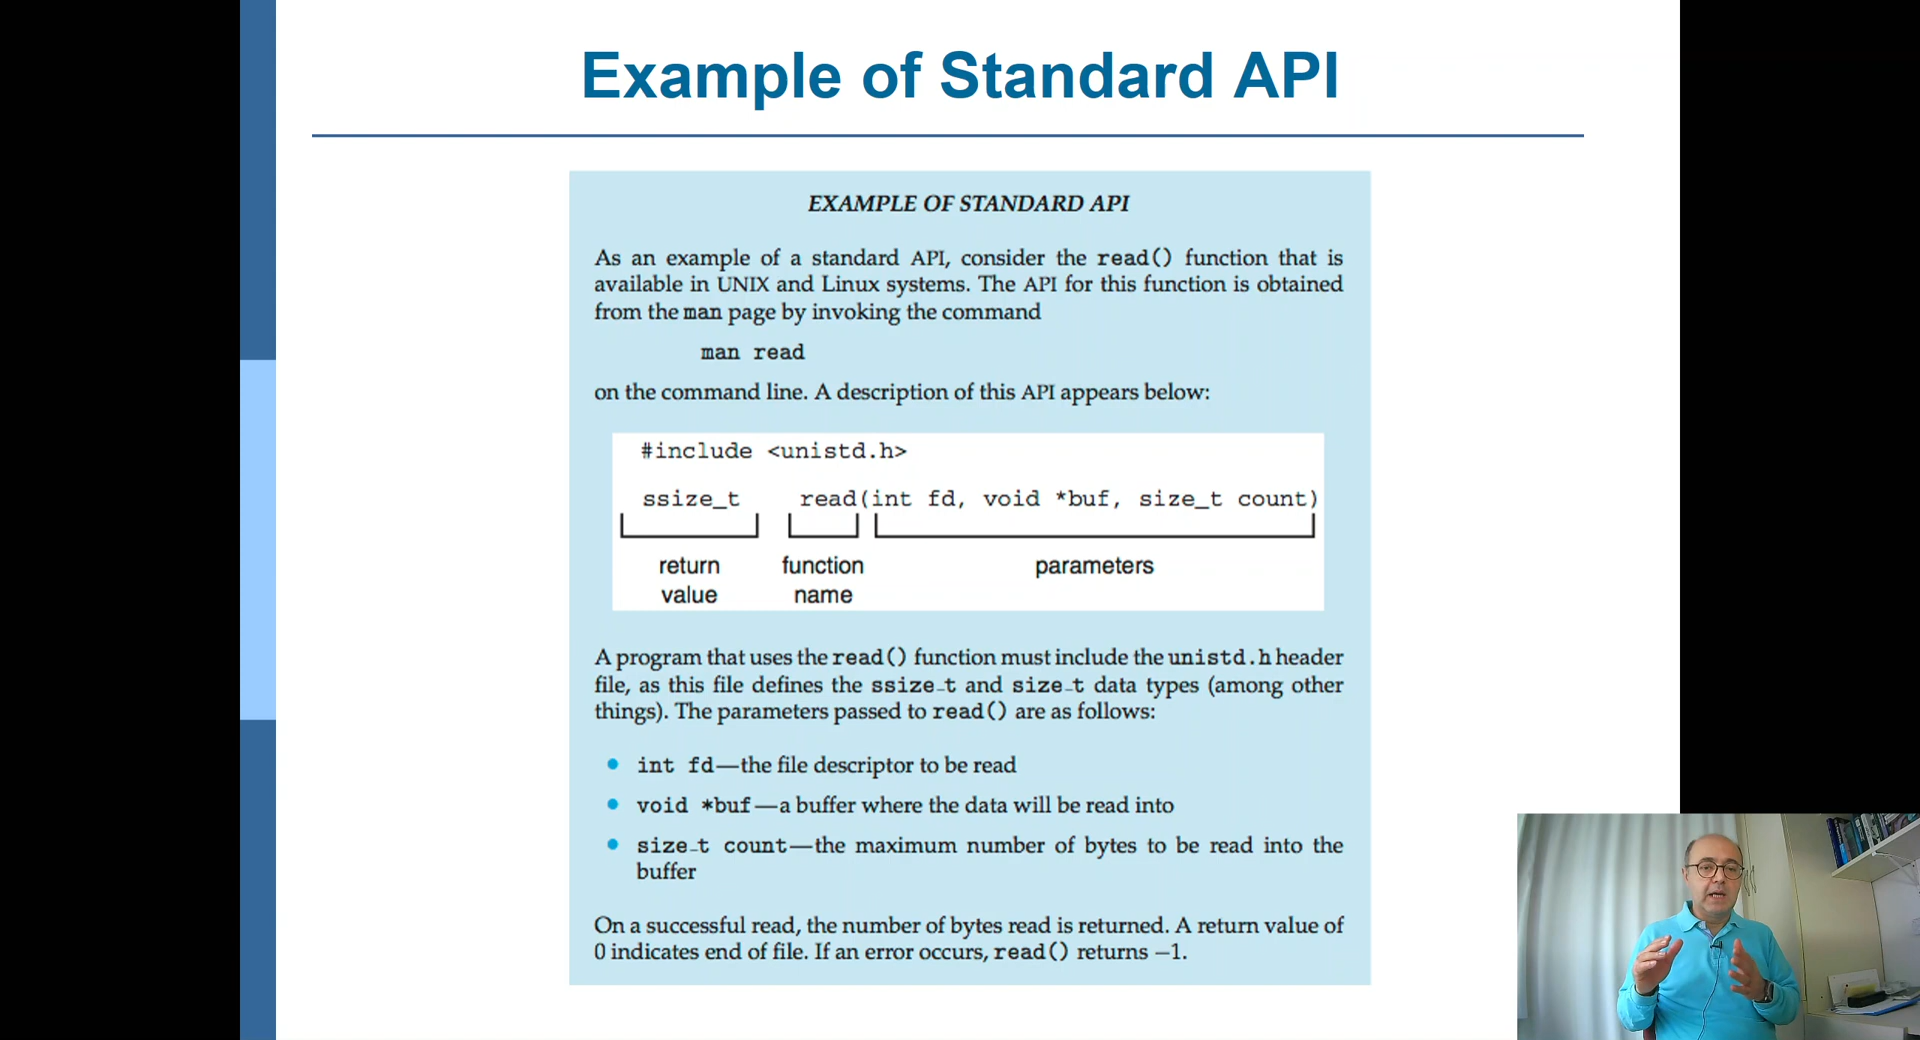 Example of Standard API
EXAMPLE OF STANDARD API
As an example of a standard API, consider the read() function that is
available in UNIX and Linux systems. The API for this function is obtained
from the man page by invoking the command
man read
on the command line. A description of this API appears below:
#include <unistd.h>
ssize_t read(int fd, void *buf, size_t count)
return value function name parameters
A program that uses the read() function must include the unistd.h header
file, as this file defines the ssize_t and size_t data types (among other
things). The parameters passed to read() are as follows:
• int fd—the file descriptor to be read
• void *buf—a buffer where the data will be read into
• size_t count—the maximum number of bytes to be read into the
buffer
On a successful read, the number of bytes read is returned. A return value of
0 indicates end of file. If an error occurs, read() returns −1.